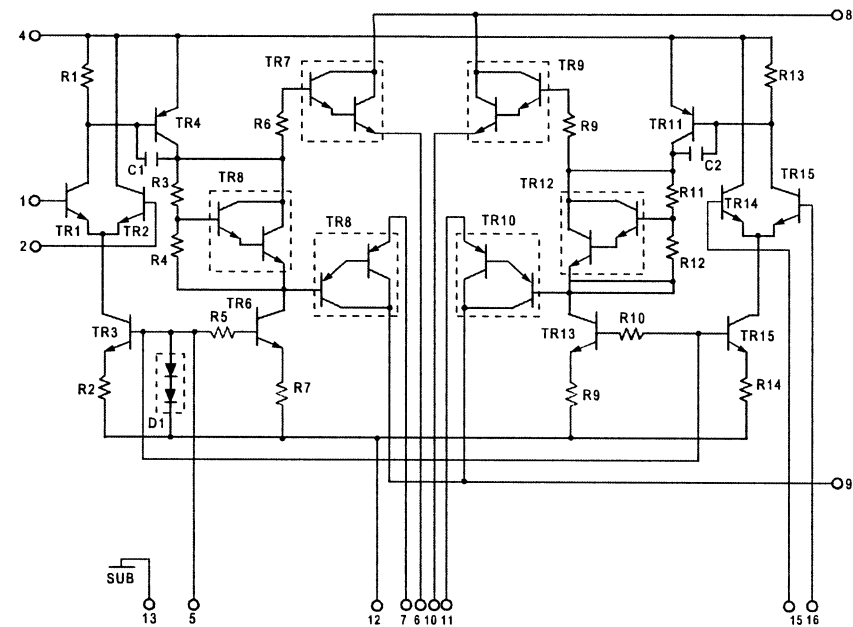 8
4
TR7
TR9
R1
R13
TR4
R6
R9
TR11
C1
C2
R3
TR8
TR12
R11
TR15
1
TR14
TR1
TR2
TR8
TR10
2
R4
R12
TR6
TR3
R5
TR13
R10
TR15
R2
R7
R9
R14
D1
9
SUB
13
5
12
7
6
10
11
15
16